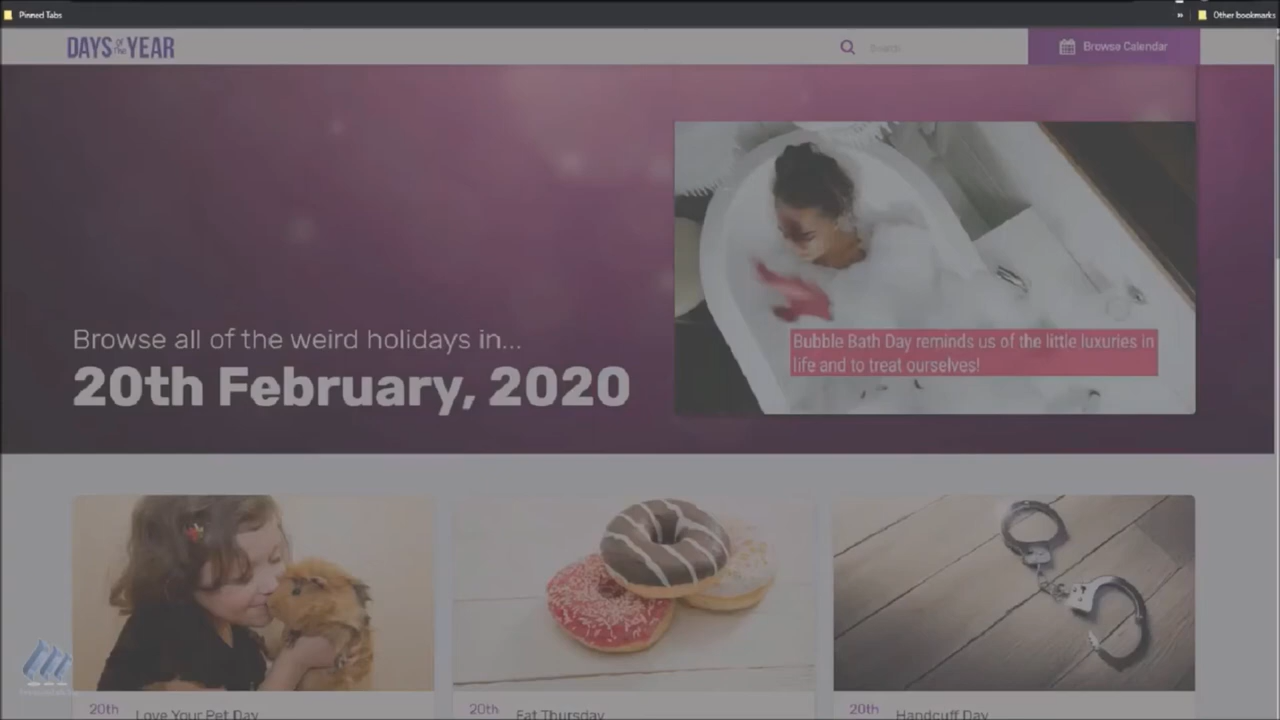 Pinned Tabs
»
Other bookmarks
DAYS OF THE YEAR
Search
Browse Calendar
Bubble Bath Day reminds us of the little luxuries in
life and to treat ourselves!
Browse all of the weird holidays in...
20th February, 2020
20th Love Your Pet Day
20th Fat Thursday
20th Handcuff Day